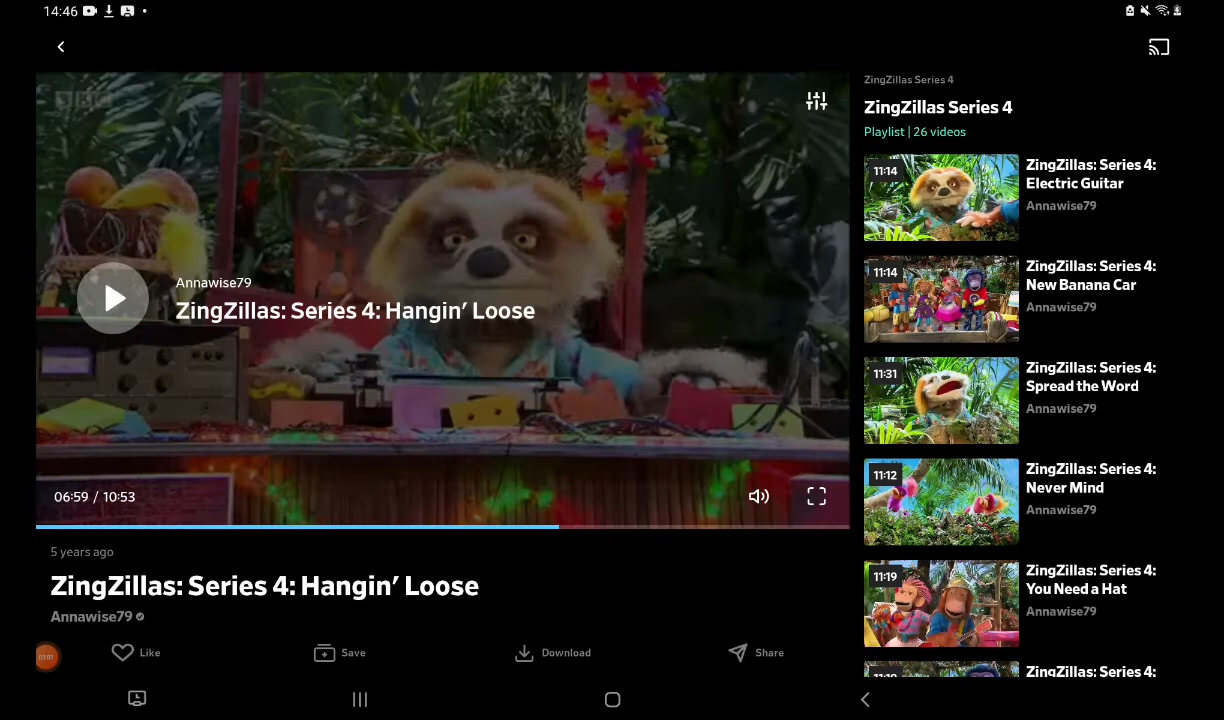 14:46
ZingZillas Series 4
ZingZillas Series 4
Playlist | 26 videos
11:14
ZingZillas: Series 4:
Electric Guitar
Annawise79
11:14
ZingZillas: Series 4:
New Banana Car
Annawise79
11:31
ZingZillas: Series 4:
Spread the Word
Annawise79
11:12
ZingZillas: Series 4:
Never Mind
Annawise79
11:19
ZingZillas: Series 4:
You Need a Hat
Annawise79
ZingZillas: Series 4:
BBC
Annawise79
ZingZillas: Series 4: Hangin' Loose
06:59 / 10:53
5 years ago
ZingZillas: Series 4: Hangin' Loose
Annawise79
Like
Save
Download
Share